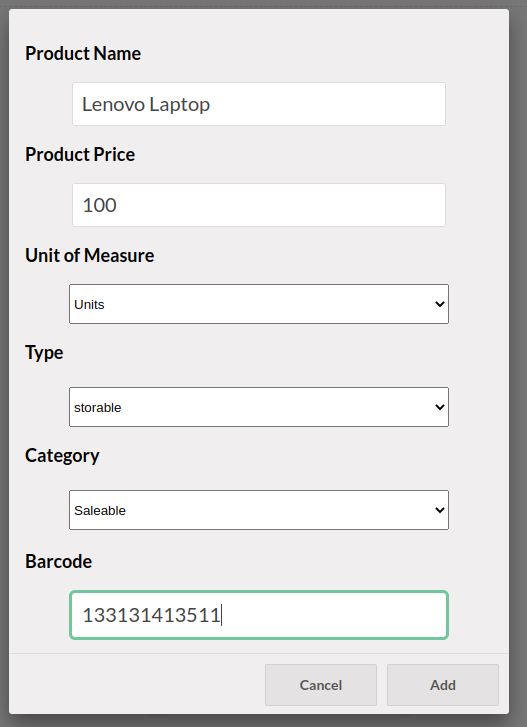 Product Name
Lenovo Laptop
Product Price
100
Unit of Measure
Units
Type
storable
Category
Saleable
Barcode
133131413511
Cancel Add